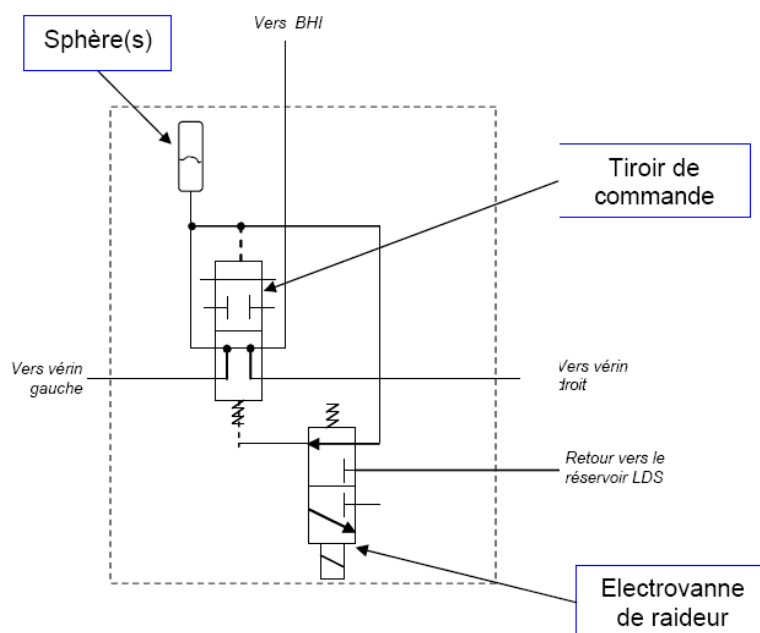 Vers BHI
Sphère(s)
Tiroir de
commande
Vers vérin
gauche
Vers vérin
droit
Retour vers le
réservoir LDS
Electrovanne
de raideur